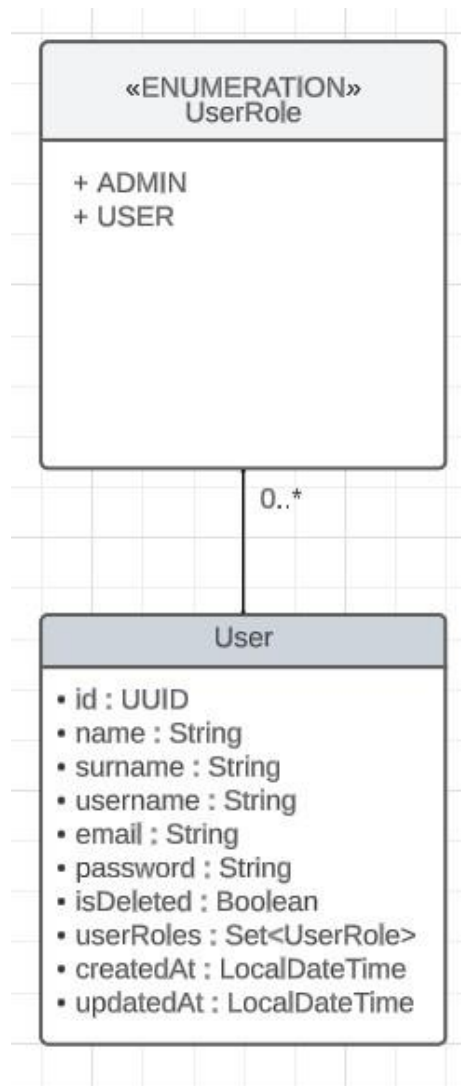 «ENUMERATION»
UserRole
+ ADMIN
+ USER
0..*
User
• id : UUID
• name : String
• surname : String
• username : String
• email : String
• password : String
• isDeleted : Boolean
• userRoles : Set<UserRole>
• createdAt : LocalDateTime
• updatedAt : LocalDateTime